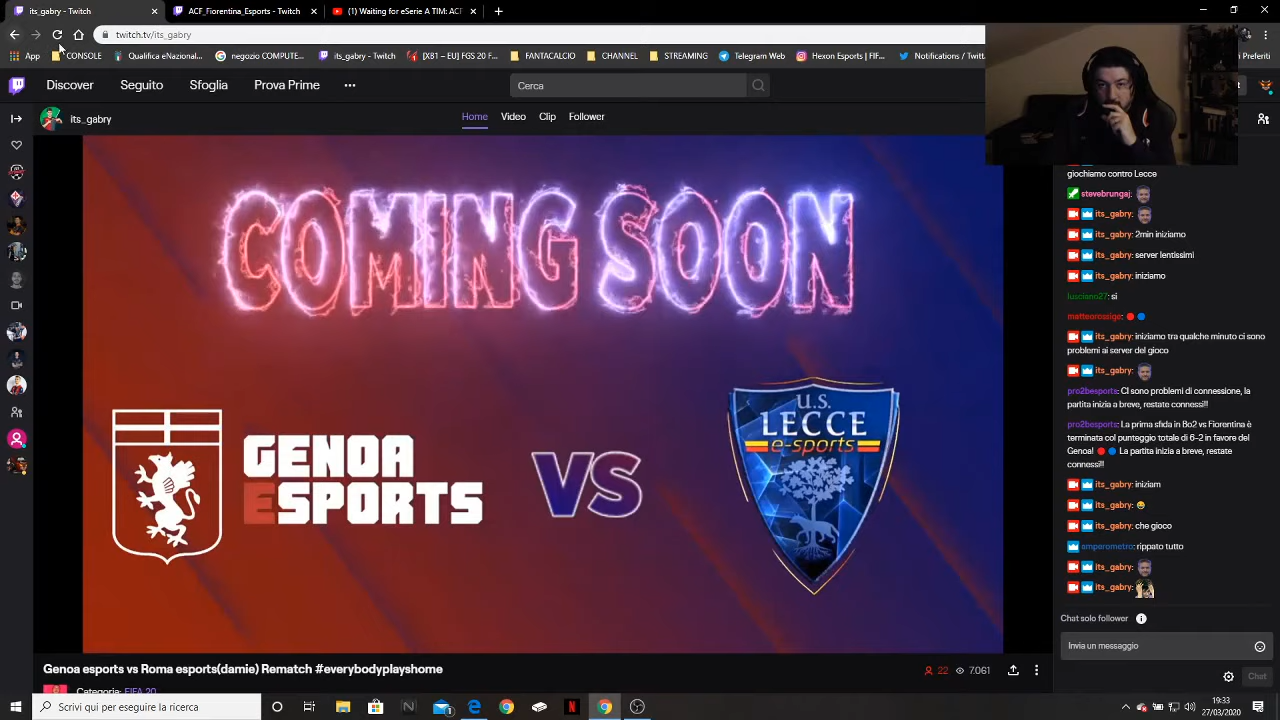 its_gabry - Twitch
ACF_Fiorentina_Esports - Twitch
(1) Waiting for eSerie A TIM: ACF
twitch.tv/its_gabry
App
CONSOLE
Qualifica eNazional...
negozio COMPUTE...
its_gabry - Twitch
[XB1 – EU] FGS 20 F...
FANTACALCIO
CHANNEL
STREAMING
Telegram Web
Hexon Esports | FIF...
Notifications / Twitt
Preferiti
Discover
Seguito
Sfoglia
Prova Prime
Cerca
its_gabry
Home
Video
Clip
Follower
COMING SOON
GENOA
ESPORTS
VS
U.S.
LECCE
e-sports
giochiamo contro Lecce
stevebrungaj:
its_gabry:
its_gabry: 2min iniziamo
its_gabry: server lentissimi
its_gabry: iniziamo
lusciano27: si
matteorossige:
its_gabry: iniziamo tra qualche minuto ci sono
problemi ai server del gioco
its_gabry:
pro2besports: CI sono problemi di connessione, la
partita inizia a breve, restate connessi!!
pro2besports: La prima sfida in Bo2 vs Fiorentina è
terminata col punteggio totale di 6-2 in favore del
Genoa! La partita inizia a breve, restate
connessi!!
its_gabry: iniziam
its_gabry:
its_gabry: che gioco
amperometro: rippato tutto
its_gabry:
its_gabry:
Chat solo follower
Invia un messaggio
Chat
Genoa esports vs Roma esports(damie) Rematch #everybodyplayshome
22
7.061
Categoria: FIFA 20
Scrivi qui per eseguire la ricerca
19:33
27/03/2020